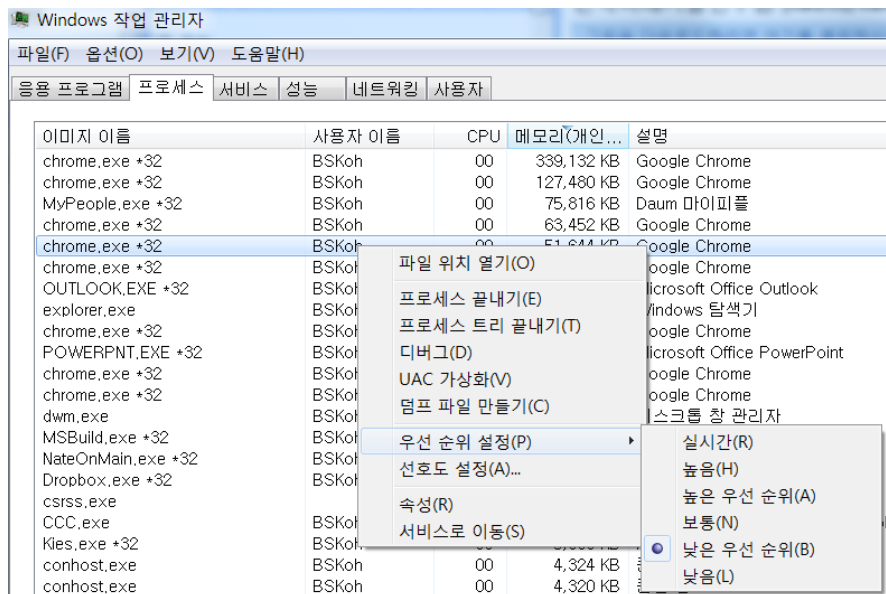 Windows 작업 관리자
파일(F) 옵션(O) 보기(V) 도움말(H)
응용 프로그램 프로세스 서비스 성능 네트워킹 사용자
이미지 이름 사용자 이름 CPU 메모리(개인... 설명
chrome.exe *32 BSKoh 00 339,132 KB Google Chrome
chrome.exe *32 BSKoh 00 127,480 KB Google Chrome
MyPeople.exe *32 BSKoh 00 75,816 KB Daum 마이피플
chrome.exe *32 BSKoh 00 63,452 KB Google Chrome
chrome.exe *32 BSKoh 00 51,644 KB Google Chrome
chrome.exe *32 BSKoh oogle Chrome
OUTLOOK.EXE *32 BSKoh icrosoft Office Outlook
explorer.exe BSKoh indows 탐색기
chrome.exe *32 BSKoh oogle Chrome
POWERPNT.EXE *32 BSKoh icrosoft Office PowerPoint
chrome.exe *32 BSKoh oogle Chrome
chrome.exe *32 BSKoh oogle Chrome
dwm.exe BSKoh 스크톱 창 관리자
MSBuild.exe *32 BSKoh
NateOnMain.exe *32 BSKoh
Dropbox.exe *32 BSKoh
csrss.exe
CCC.exe BSKoh
Kies.exe *32 BSKoh
conhost.exe BSKoh 00 4,324 KB
conhost.exe BSKoh 00 4,320 KB
파일 위치 열기(O)
프로세스 끝내기(E)
프로세스 트리 끝내기(T)
디버그(D)
UAC 가상화(V)
덤프 파일 만들기(C)
우선 순위 설정(P)
선호도 설정(A)...
속성(R)
서비스로 이동(S)
실시간(R)
높음(H)
높은 우선 순위(A)
보통(N)
낮은 우선 순위(B)
낮음(L)